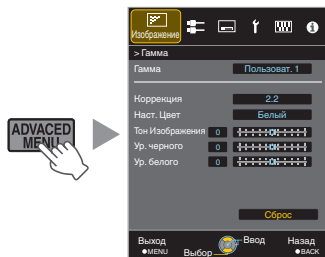 Изображение
> Гамма
Гамма Пользоват. 1
Коррекция 2.2
Наст. Цвет Белый
Тон Изображения 0
Ур. черного 0
Ур. белого 0
Сброс
ADVACED MENU
Выход Ввод Назад
●MENU Выбор ●BACK